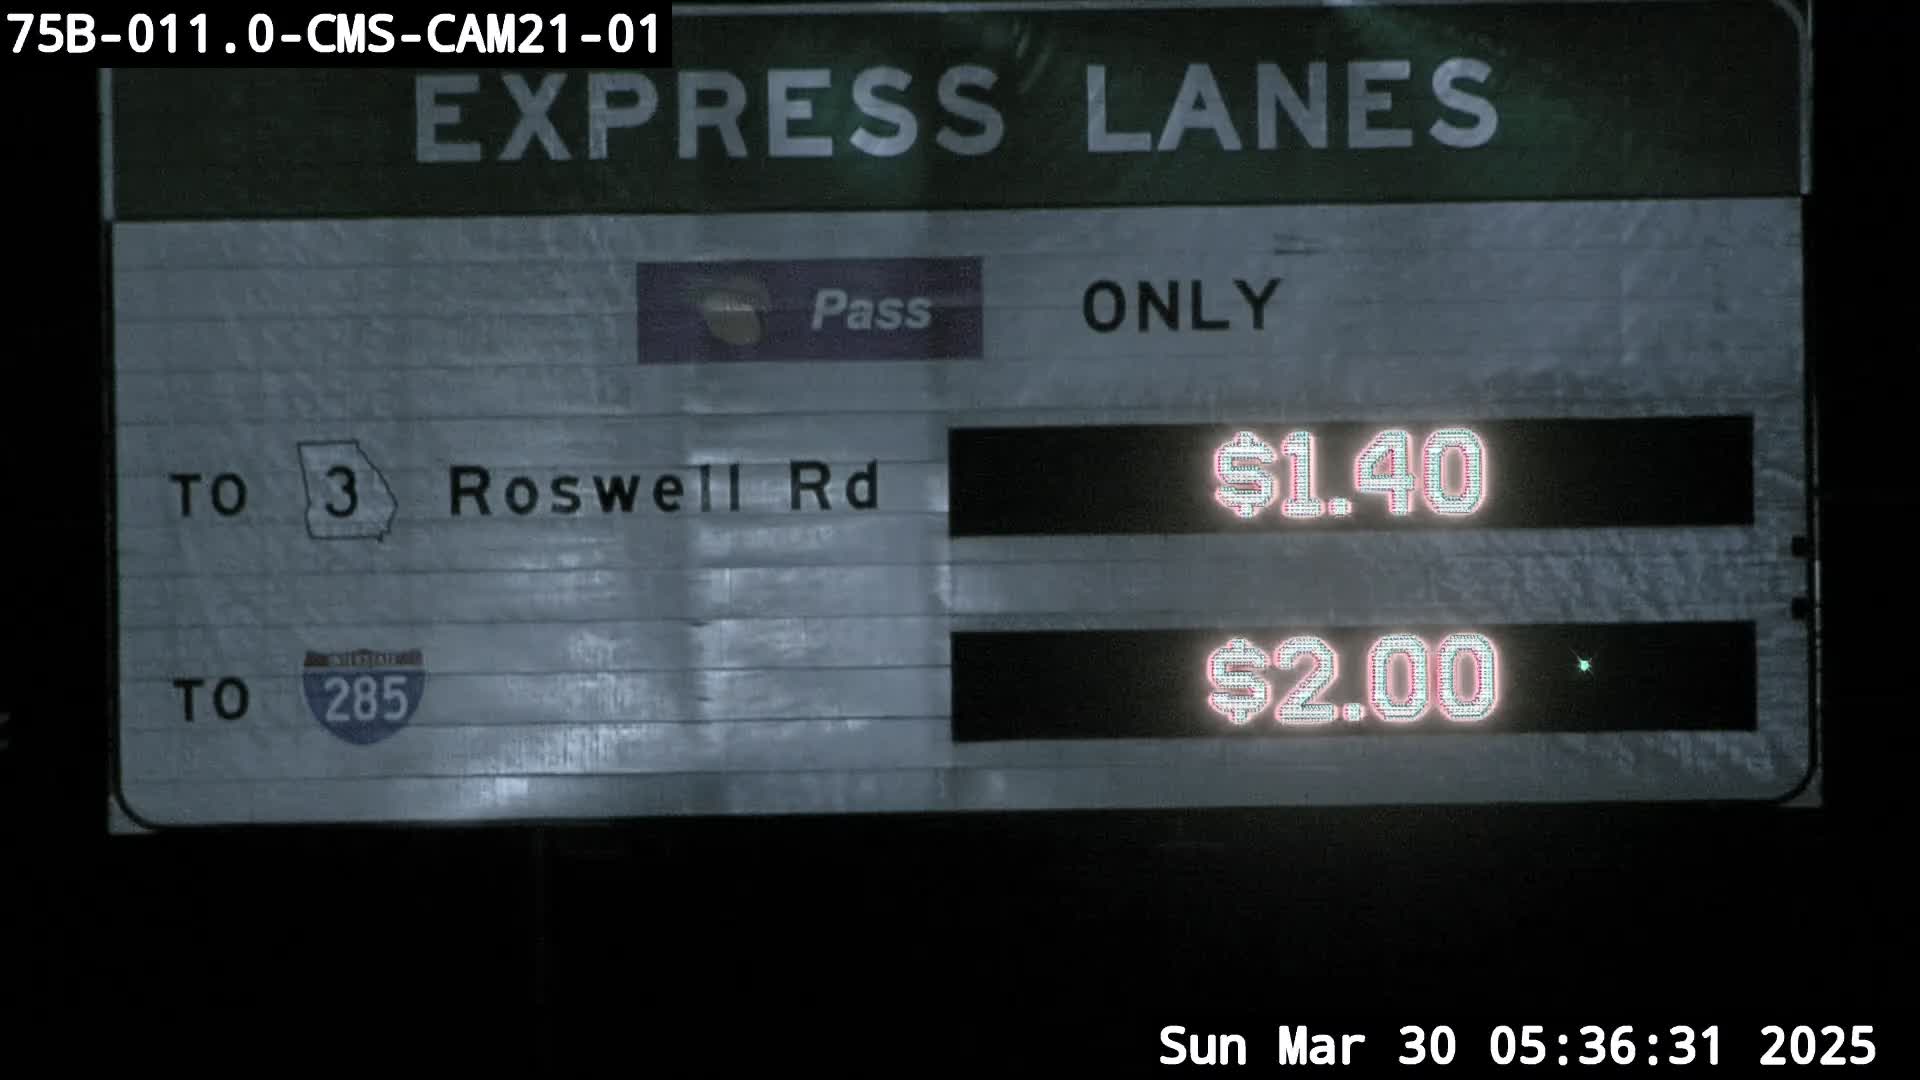 75B-011.0-CMS-CAM21-01
EXPRESS LANES
Pass ONLY
TO 3 Roswell Rd $1.40
TO 285 $2.00
Sun Mar 30 05:36:31 2025